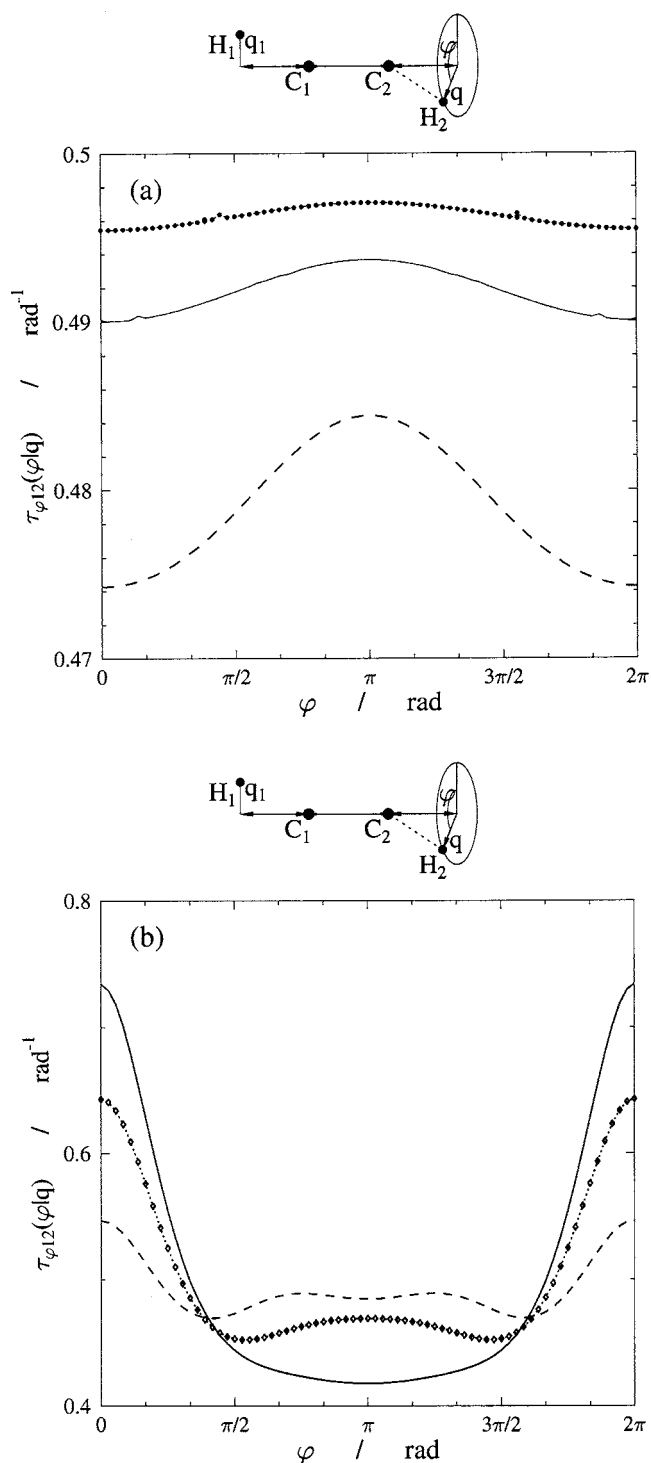 H₁ q₁
C₁ C₂ φ
q
H₂
(a)
0.5
0.49
0.48
0.47
τφ12(φ|q) / rad⁻¹
0 π/2 π 3π/2 2π
φ / rad
H₁ q₁
C₁ C₂ φ
q
H₂
(b)
0.8
0.6
0.4
τφ12(φ|q) / rad⁻¹
0 π/2 π 3π/2 2π
φ / rad